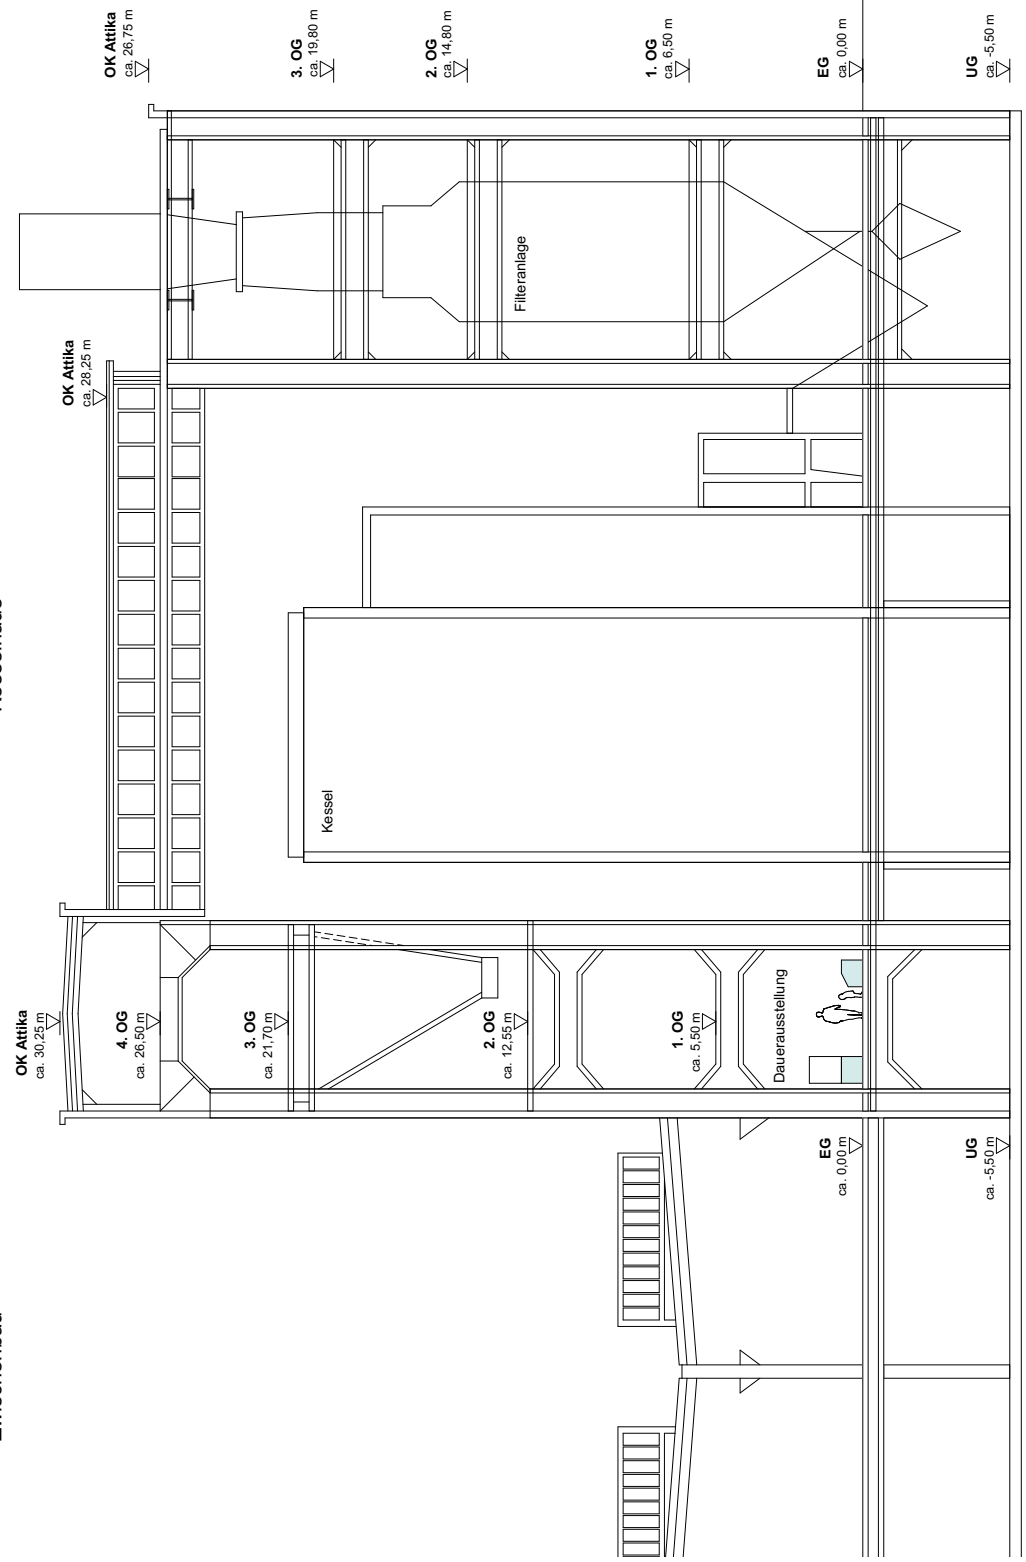 OK Attika
ca. 26,75 m
3. OG
ca. 19,80 m
2. OG
ca. 14,80 m
1. OG
ca. 6,50 m
EG
ca. 0,00 m
UG
ca. -5,50 m
Filteranlage
OK Attika
ca. 28,25 m
Kessel
OK Attika
ca. 30,25 m
4. OG
ca. 26,50 m
3. OG
ca. 21,70 m
2. OG
ca. 12,55 m
1. OG
ca. 5,50 m
Dauerausstellung
EG
ca. 0,00 m
UG
ca. -5,50 m